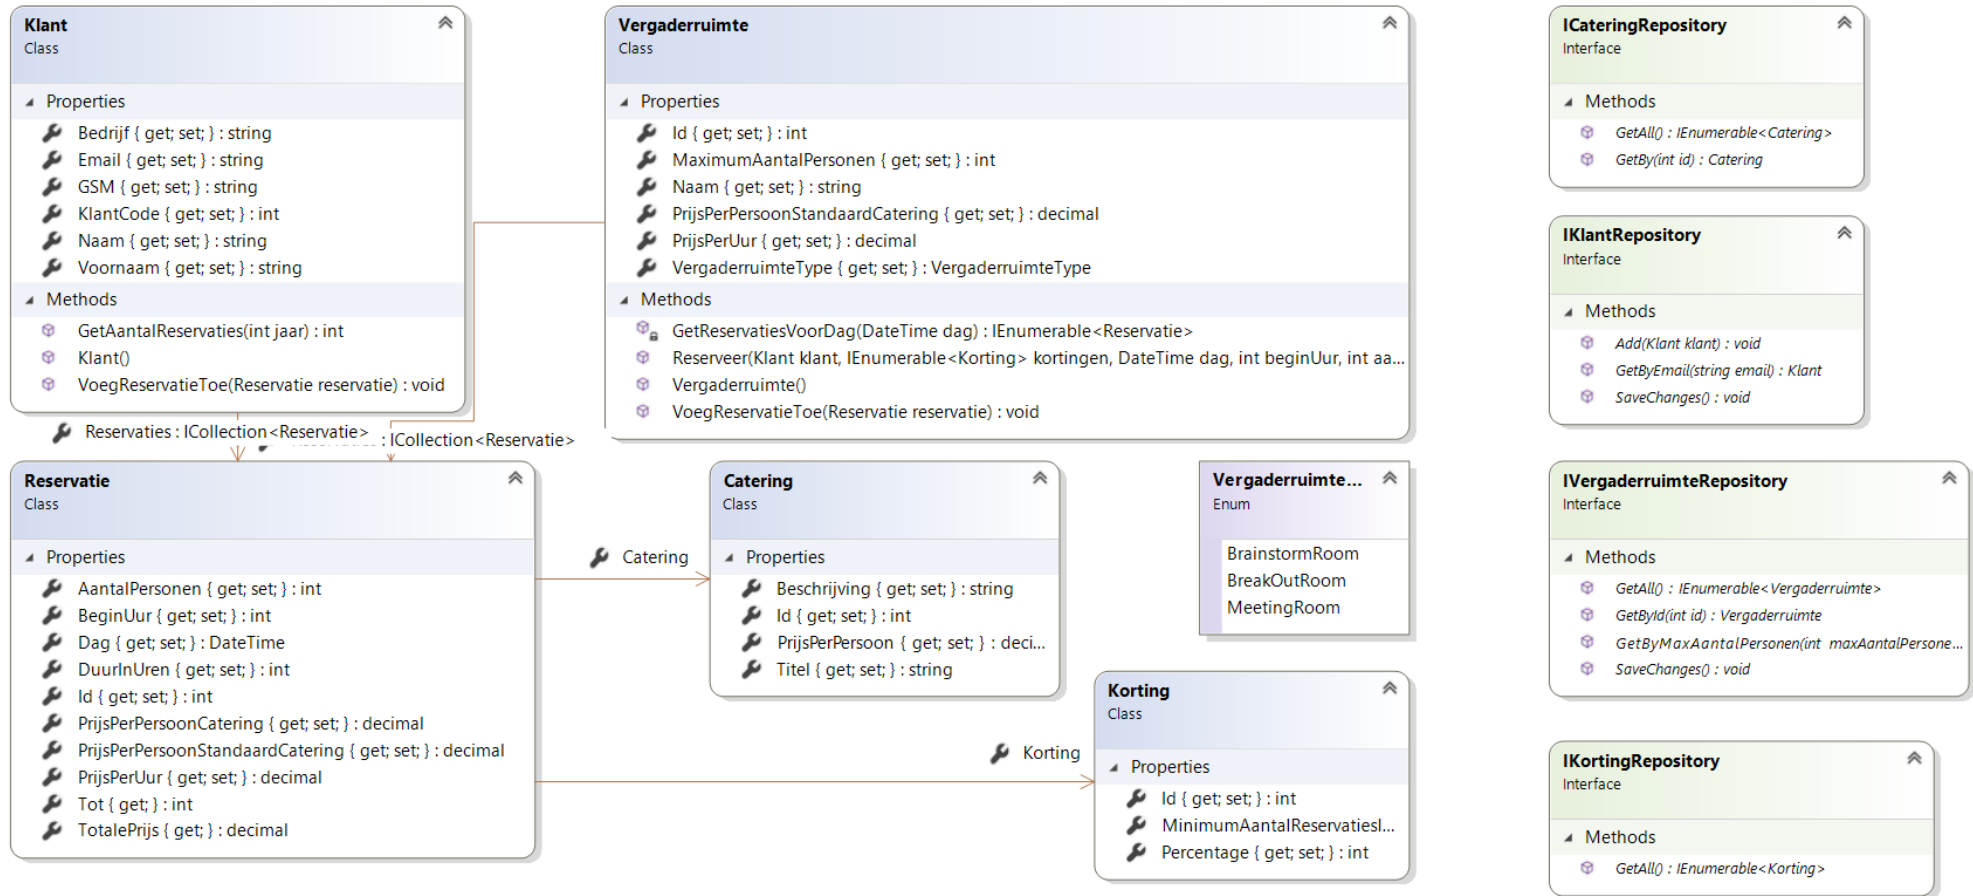 Klant
Class
Properties
Bedrijf { get; set; } : string
Email { get; set; } : string
GSM { get; set; } : string
KlantCode { get; set; } : int
Naam { get; set; } : string
Voornaam { get; set; } : string
Methods
GetAantalReservaties(int jaar) : int
Klant()
VoegReservatieToe(Reservatie reservatie) : void
Vergaderruimte
Class
Properties
Id { get; set; } : int
MaximumAantalPersonen { get; set; } : int
Naam { get; set; } : string
PrijsPerPersoonStandaardCatering { get; set; } : decimal
PrijsPerUur { get; set; } : decimal
VergaderruimteType { get; set; } : VergaderruimteType
Methods
GetReservatiesVoorDag(DateTime dag) : IEnumerable<Reservatie>
Reserveer(Klant klant, IEnumerable<Korting> kortingen, DateTime dag, int beginUur, int aa...
Vergaderruimte()
VoegReservatieToe(Reservatie reservatie) : void
ICateringRepository
Interface
Methods
GetAll() : IEnumerable<Catering>
GetBy(int id) : Catering
IKlantRepository
Interface
Methods
Add(Klant klant) : void
GetByEmail(string email) : Klant
SaveChanges() : void
Reservaties : ICollection<Reservatie>
: ICollection<Reservatie>
Reservatie
Class
Properties
AantalPersonen { get; set; } : int
BeginUur { get; set; } : int
Dag { get; set; } : DateTime
DuurInUren { get; set; } : int
Id { get; set; } : int
PrijsPerPersoonCatering { get; set; } : decimal
PrijsPerPersoonStandaardCatering { get; set; } : decimal
PrijsPerUur { get; set; } : decimal
Tot { get; } : int
TotalePrijs { get; } : decimal
Catering
Catering
Class
Properties
Beschrijving { get; set; } : string
Id { get; set; } : int
PrijsPerPersoon { get; set; } : deci...
Titel { get; set; } : string
Vergaderruimte...
Enum
BrainstormRoom
BreakOutRoom
MeetingRoom
Korting
Korting
Class
Properties
Id { get; set; } : int
MinimumAantalReservatiesI...
Percentage { get; set; } : int
IVergaderruimteRepository
Interface
Methods
GetAll() : IEnumerable<Vergaderruimte>
GetById(int id) : Vergaderruimte
GetByMaxAantalPersonen(int maxAantalPersone...
SaveChanges() : void
IKortingRepository
Interface
Methods
GetAll() : IEnumerable<Korting>